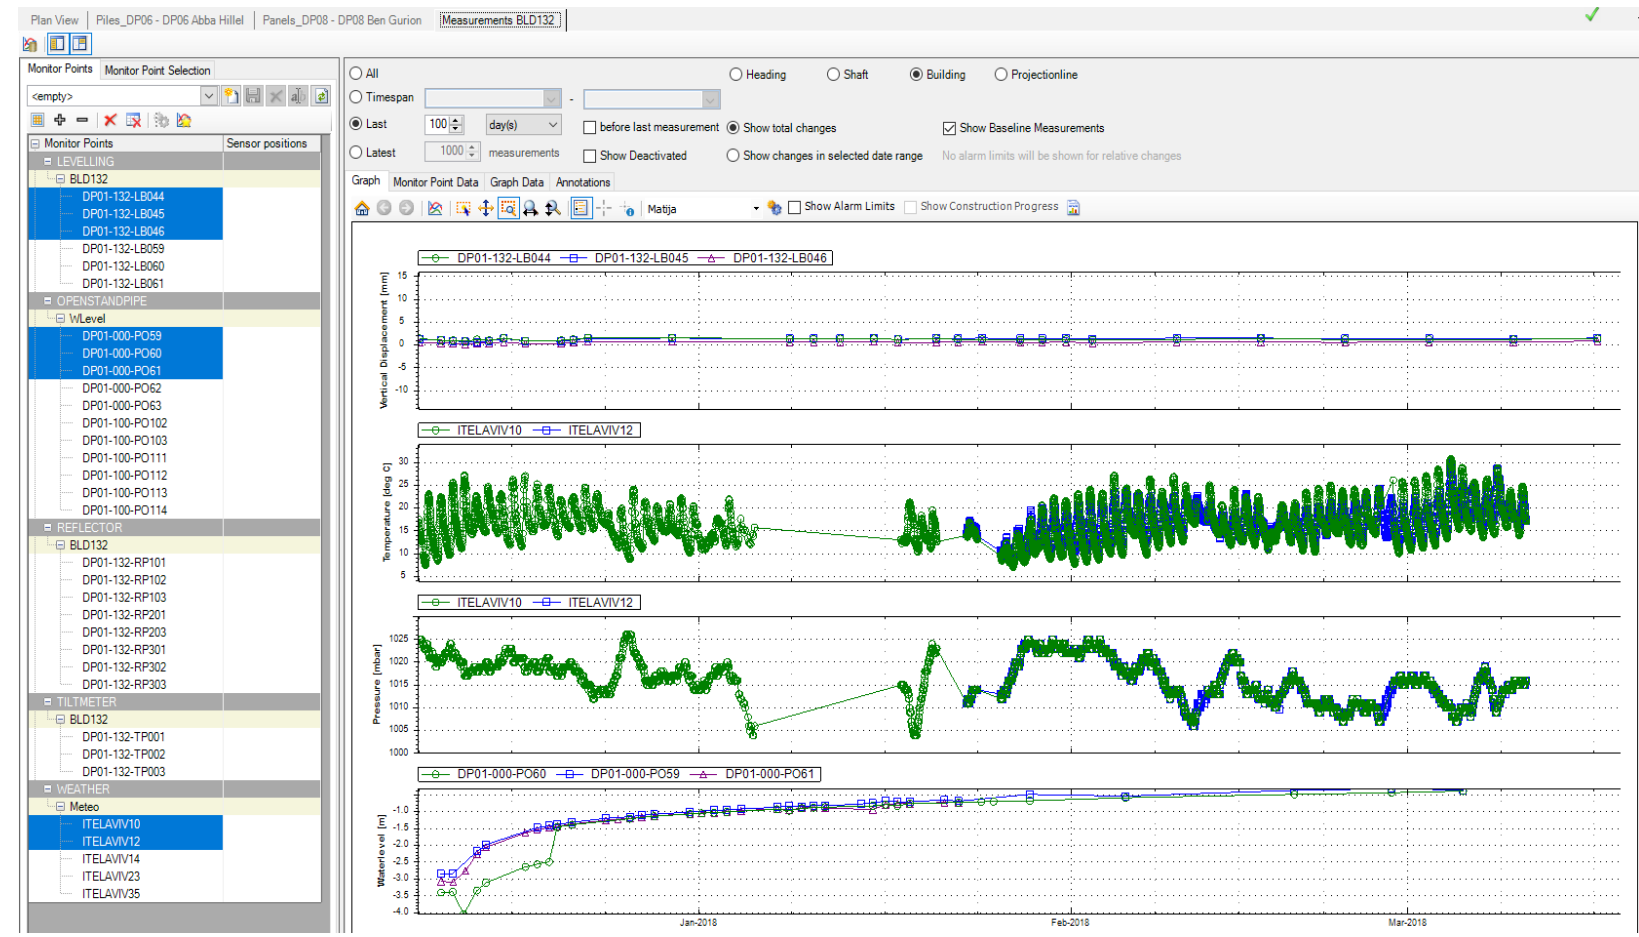 Plan View | Piles_DP06 - DP06 Abba Hillel | Panels_DP08 - DP08 Ben Gurion | Measurements BLD132
Monitor Points Monitor Point Selection
<empty>
Monitor Points Sensor positions
LEVELLING
BLD132
DP01-132-LB044
DP01-132-LB045
DP01-132-LB046
DP01-132-LB059
DP01-132-LB060
DP01-132-LB061
OPENSTANDPIPE
WLevel
DP01-000-PO59
DP01-000-PO60
DP01-000-PO61
DP01-000-PO62
DP01-000-PO63
DP01-100-PO102
DP01-100-PO103
DP01-100-PO111
DP01-100-PO112
DP01-100-PO113
DP01-100-PO114
REFLECTOR
BLD132
DP01-132-RP101
DP01-132-RP102
DP01-132-RP103
DP01-132-RP201
DP01-132-RP203
DP01-132-RP301
DP01-132-RP302
DP01-132-RP303
TILTMETER
BLD132
DP01-132-TP001
DP01-132-TP002
DP01-132-TP003
WEATHER
Meteo
ITELAVIV10
ITELAVIV12
ITELAVIV14
ITELAVIV23
ITELAVIV35
All Heading Shaft Building Projectionline
Timespan -
Last 100 day(s) before last measurement Show total changes Show Baseline Measurements
Latest 1000 measurements Show Deactivated Show changes in selected date range No alarm limits will be shown for relative changes
Graph Monitor Point Data Graph Data Annotations
Matija Show Alarm Limits Show Construction Progress
DP01-132-LB044 DP01-132-LB045 DP01-132-LB046
Vertical Displacement [mm]
15
10
5
0
-5
-10
ITELAVIV10 ITELAVIV12
Temperature [deg C]
30
25
20
15
10
5
ITELAVIV10 ITELAVIV12
Pressure [mbar]
1025
1020
1015
1010
1005
1000
DP01-000-PO60 DP01-000-PO59 DP01-000-PO61
Waterlevel [m]
-1.0
-1.5
-2.0
-2.5
-3.0
-3.5
-4.0
Jan-2018 Feb-2018 Mar-2018